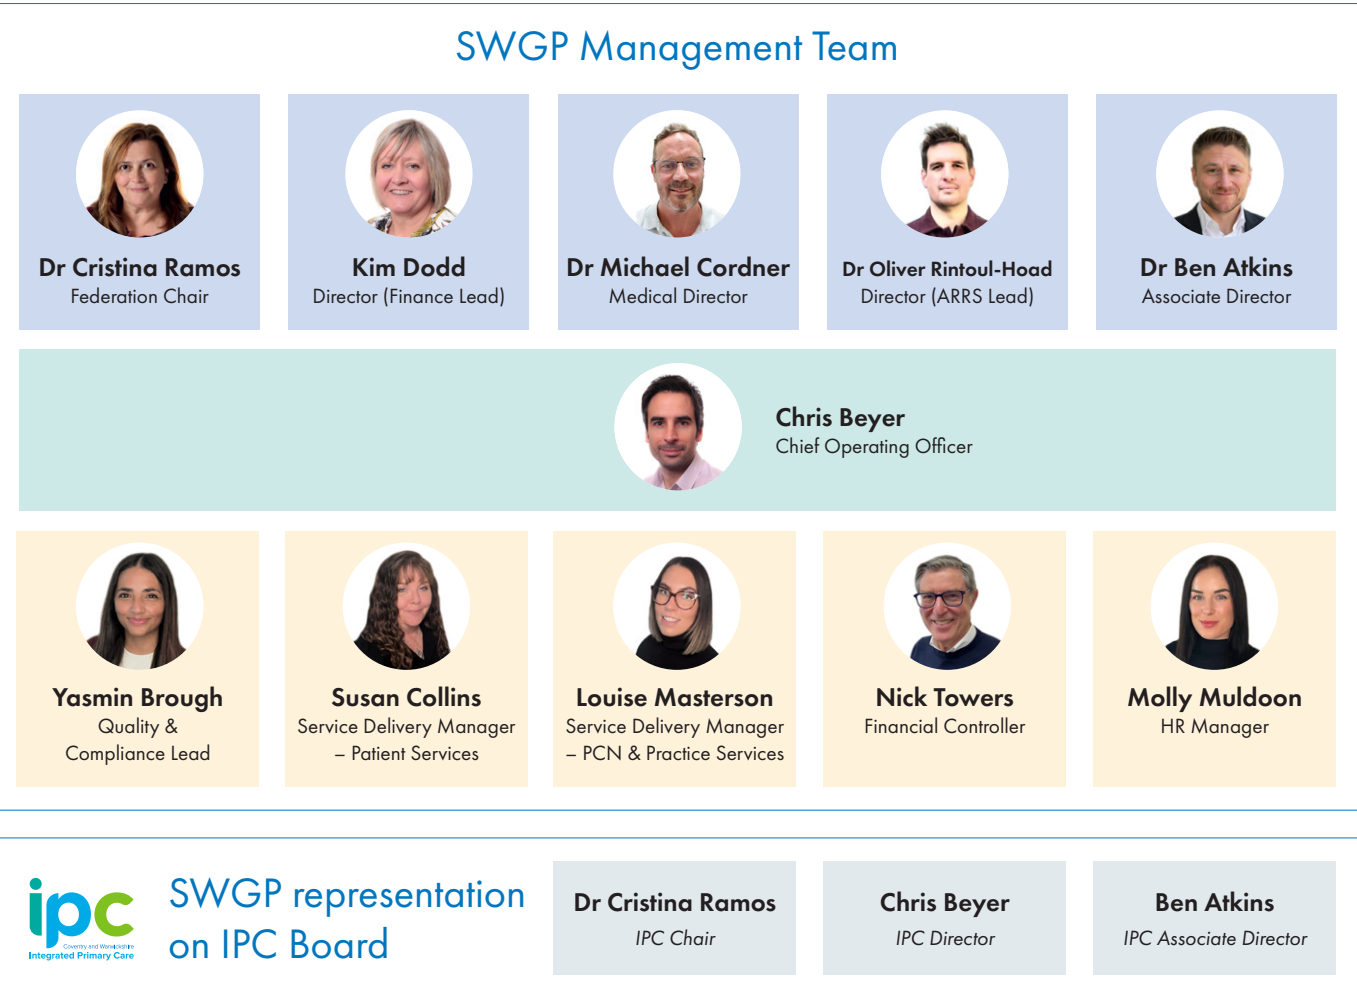 SWGP Management Team
Dr Cristina Ramos
Federation Chair
Kim Dodd
Director (Finance Lead)
Dr Michael Cordner
Medical Director
Dr Oliver Rintoul-Hoad
Director (ARRS Lead)
Dr Ben Atkins
Associate Director
Chris Beyer
Chief Operating Officer
Yasmin Brough
Quality &
Compliance Lead
Susan Collins
Service Delivery Manager
– Patient Services
Louise Masterson
Service Delivery Manager
– PCN & Practice Services
Nick Towers
Financial Controller
Molly Muldoon
HR Manager
ipc
Coventry and Warwickshire
Integrated Primary Care
SWGP representation
on IPC Board
Dr Cristina Ramos
IPC Chair
Chris Beyer
IPC Director
Ben Atkins
IPC Associate Director